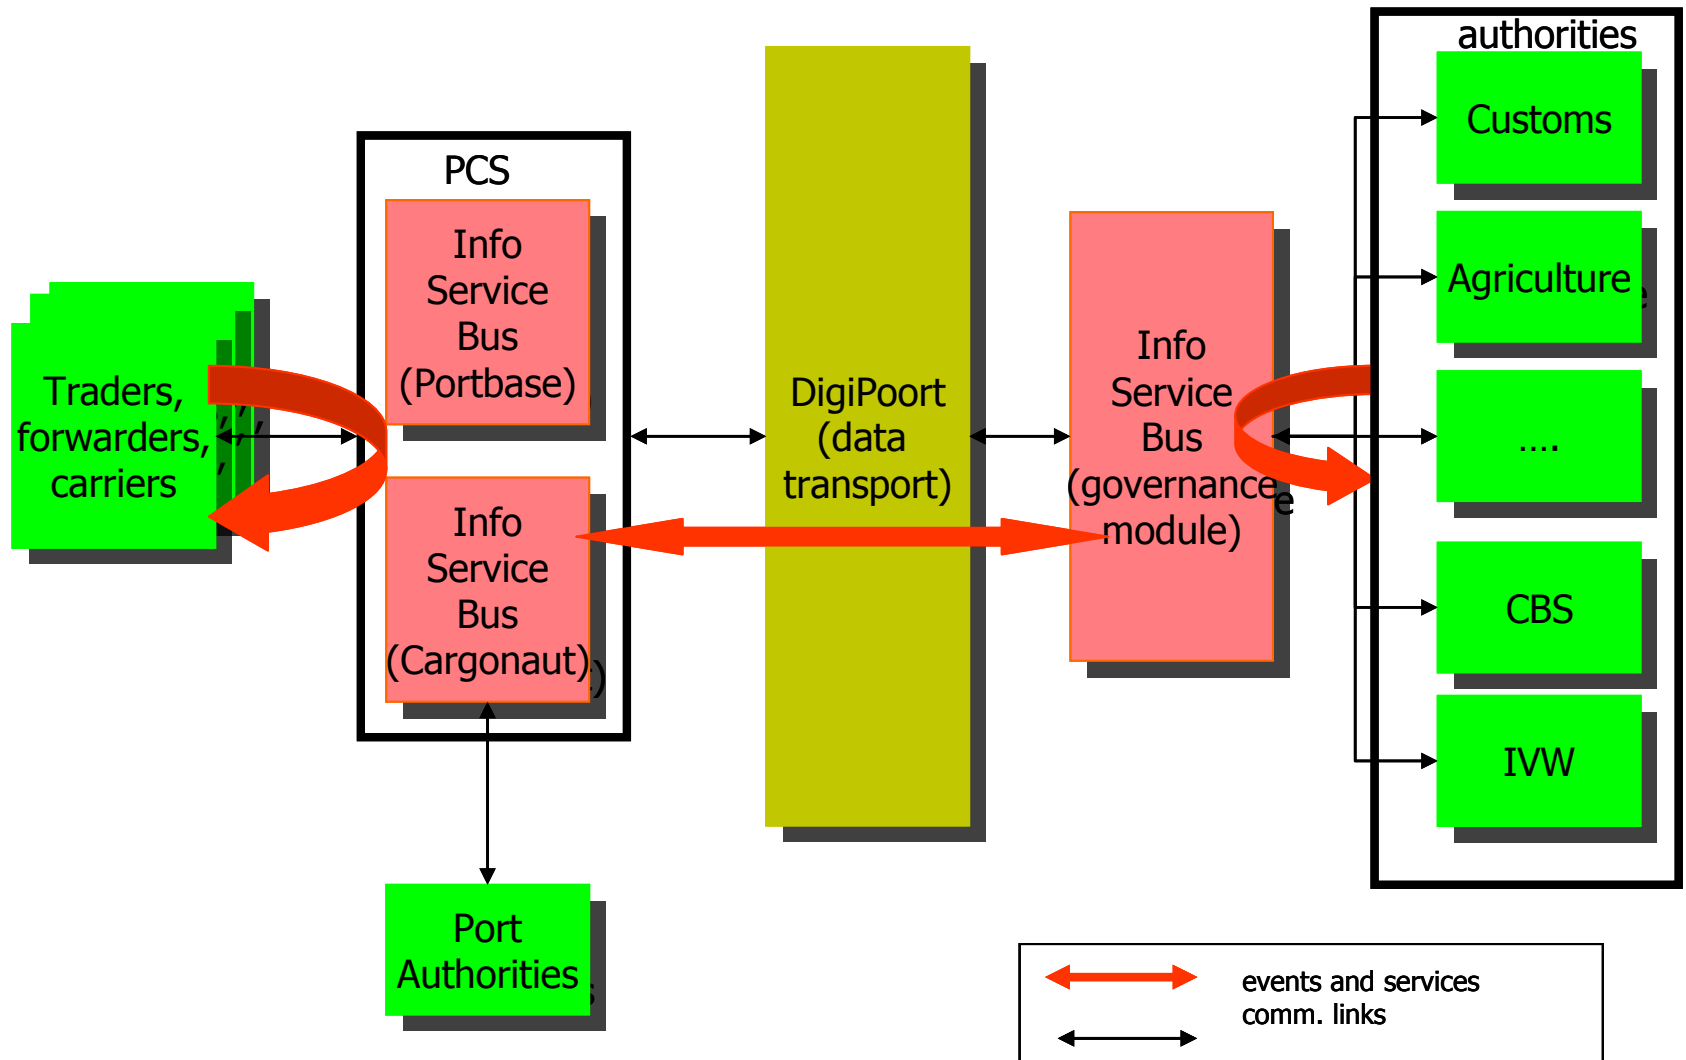 authorities
Customs
Agriculture
....
CBS
IVW
PCS
Info
Service
Bus
(Portbase)
Info
Service
Bus
(Cargonaut)
Traders,
forwarders,
carriers
DigiPoort
(data
transport)
Info
Service
Bus
(governance
module)
Port
Authorities
events and services
comm. links